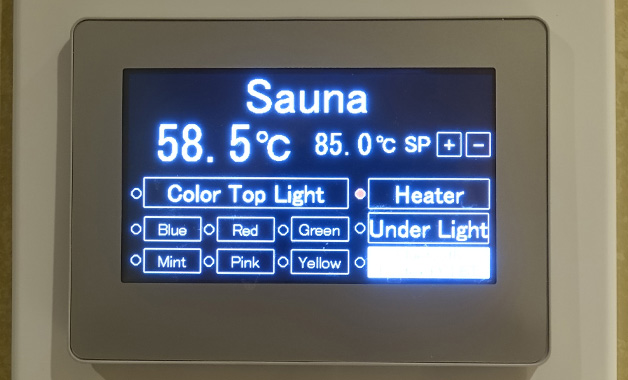 Sauna
58.5℃ 85.0℃ SP + −
Color Top Light Heater
Blue Red Green Under Light
Mint Pink Yellow